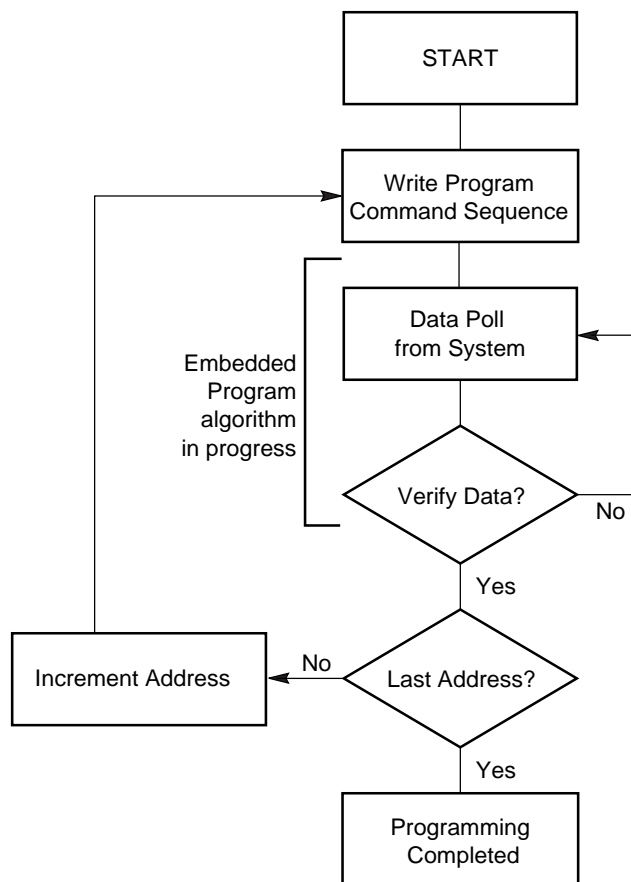 START
Write Program
Command Sequence
Data Poll
from System
Embedded
Program
algorithm
in progress
Verify Data?
No
Yes
Increment Address
No
Last Address?
Yes
Programming
Completed